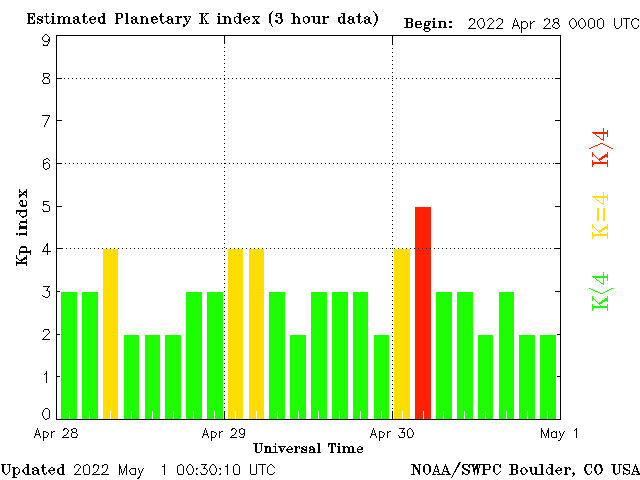 Estimated Planetary K index (3 hour data)
Begin: 2022 Apr 28 0000 UTC
9
8
7
6
5
4
3
2
1
0
Kp index
K>4
K=4
K<4
Apr 28
Apr 29
Apr 30
May 1
Universal Time
Updated 2022 May 1 00:30:10 UTC
NOAA/SWPC Boulder, CO USA